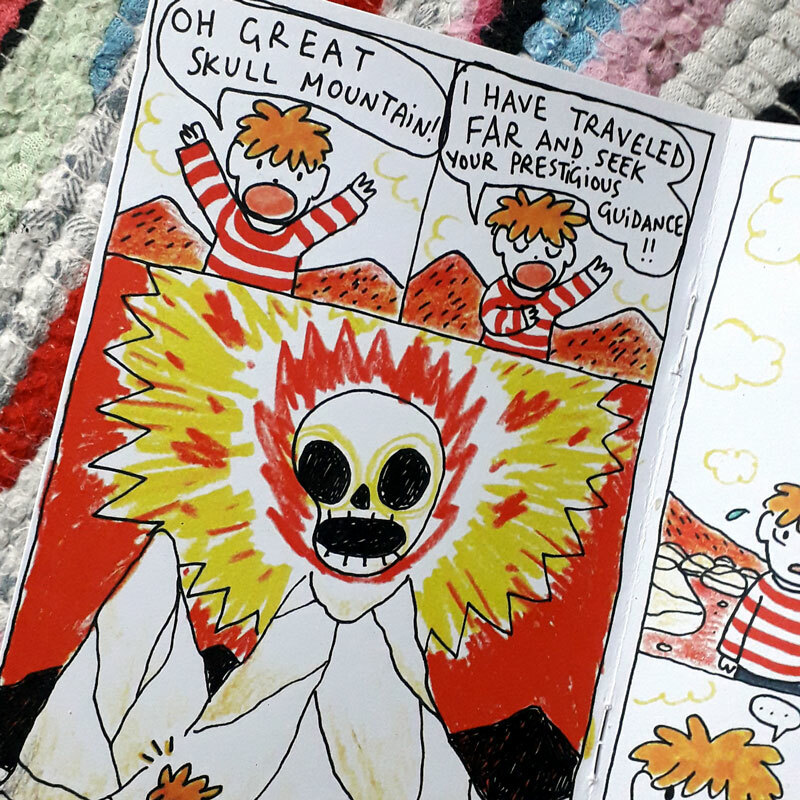 OH GREAT
SKULL MOUNTAIN!
I HAVE TRAVELED
FAR AND SEEK
YOUR PRESTIGIOUS
GUIDANCE
!!
...